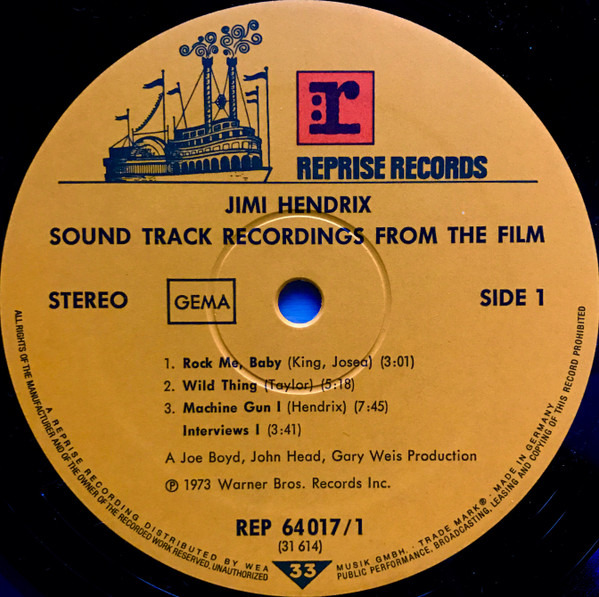 r
REPRISE RECORDS
JIMI HENDRIX
SOUND TRACK RECORDINGS FROM THE FILM
STEREO
GEMA
SIDE 1
1. Rock Me, Baby (King, Josea) (3:01)
2. Wild Thing (Taylor) (5:18)
3. Machine Gun I (Hendrix) (7:45)
Interviews I (3:41)
A Joe Boyd, John Head, Gary Weis Production
Ⓟ 1973 Warner Bros. Records Inc.
REP 64017/1
(31 614)
33
ALL RIGHTS OF THE MANUFACTURER AND OF THE OWNER OF THE RECORDED WORK RESERVED, UNAUTHORIZED PUBLIC PERFORMANCE, BROADCASTING, LEASING AND COPYING OF THIS RECORD PROHIBITED
A REPRISE RECORDING DISTRIBUTED BY WEA MUSIK GMBH. · TRADE MARK® · MADE IN GERMANY